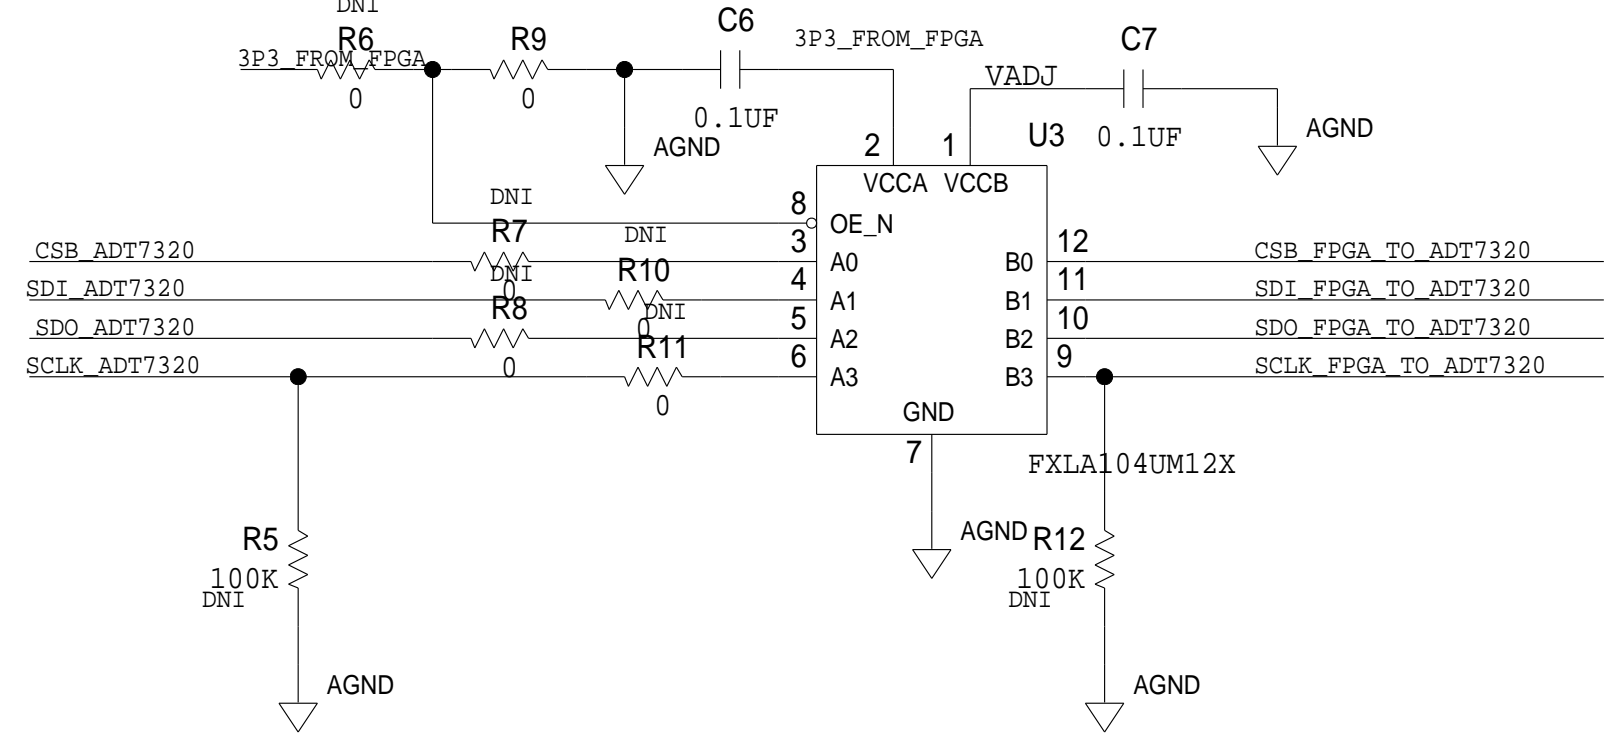 DNI
R6
3P3_FROM_FPGA
0
R9
0
C6
0.1UF
AGND
3P3_FROM_FPGA
VADJ
C7
0.1UF
AGND
U3
2
1
VCCA VCCB
8
OE_N
3
A0
4
A1
5
A2
6
A3
B0
12
B1
11
B2
10
B3
9
GND
7
FXLA104UM12X
CSB_ADT7320
SDI_ADT7320
SDO_ADT7320
SCLK_ADT7320
DNI
R7
0
DNI
R10
0
DNI
R8
0
DNI
R11
0
CSB_FPGA_TO_ADT7320
SDI_FPGA_TO_ADT7320
SDO_FPGA_TO_ADT7320
SCLK_FPGA_TO_ADT7320
R5
100K
DNI
AGND
AGND
R12
100K
DNI
AGND